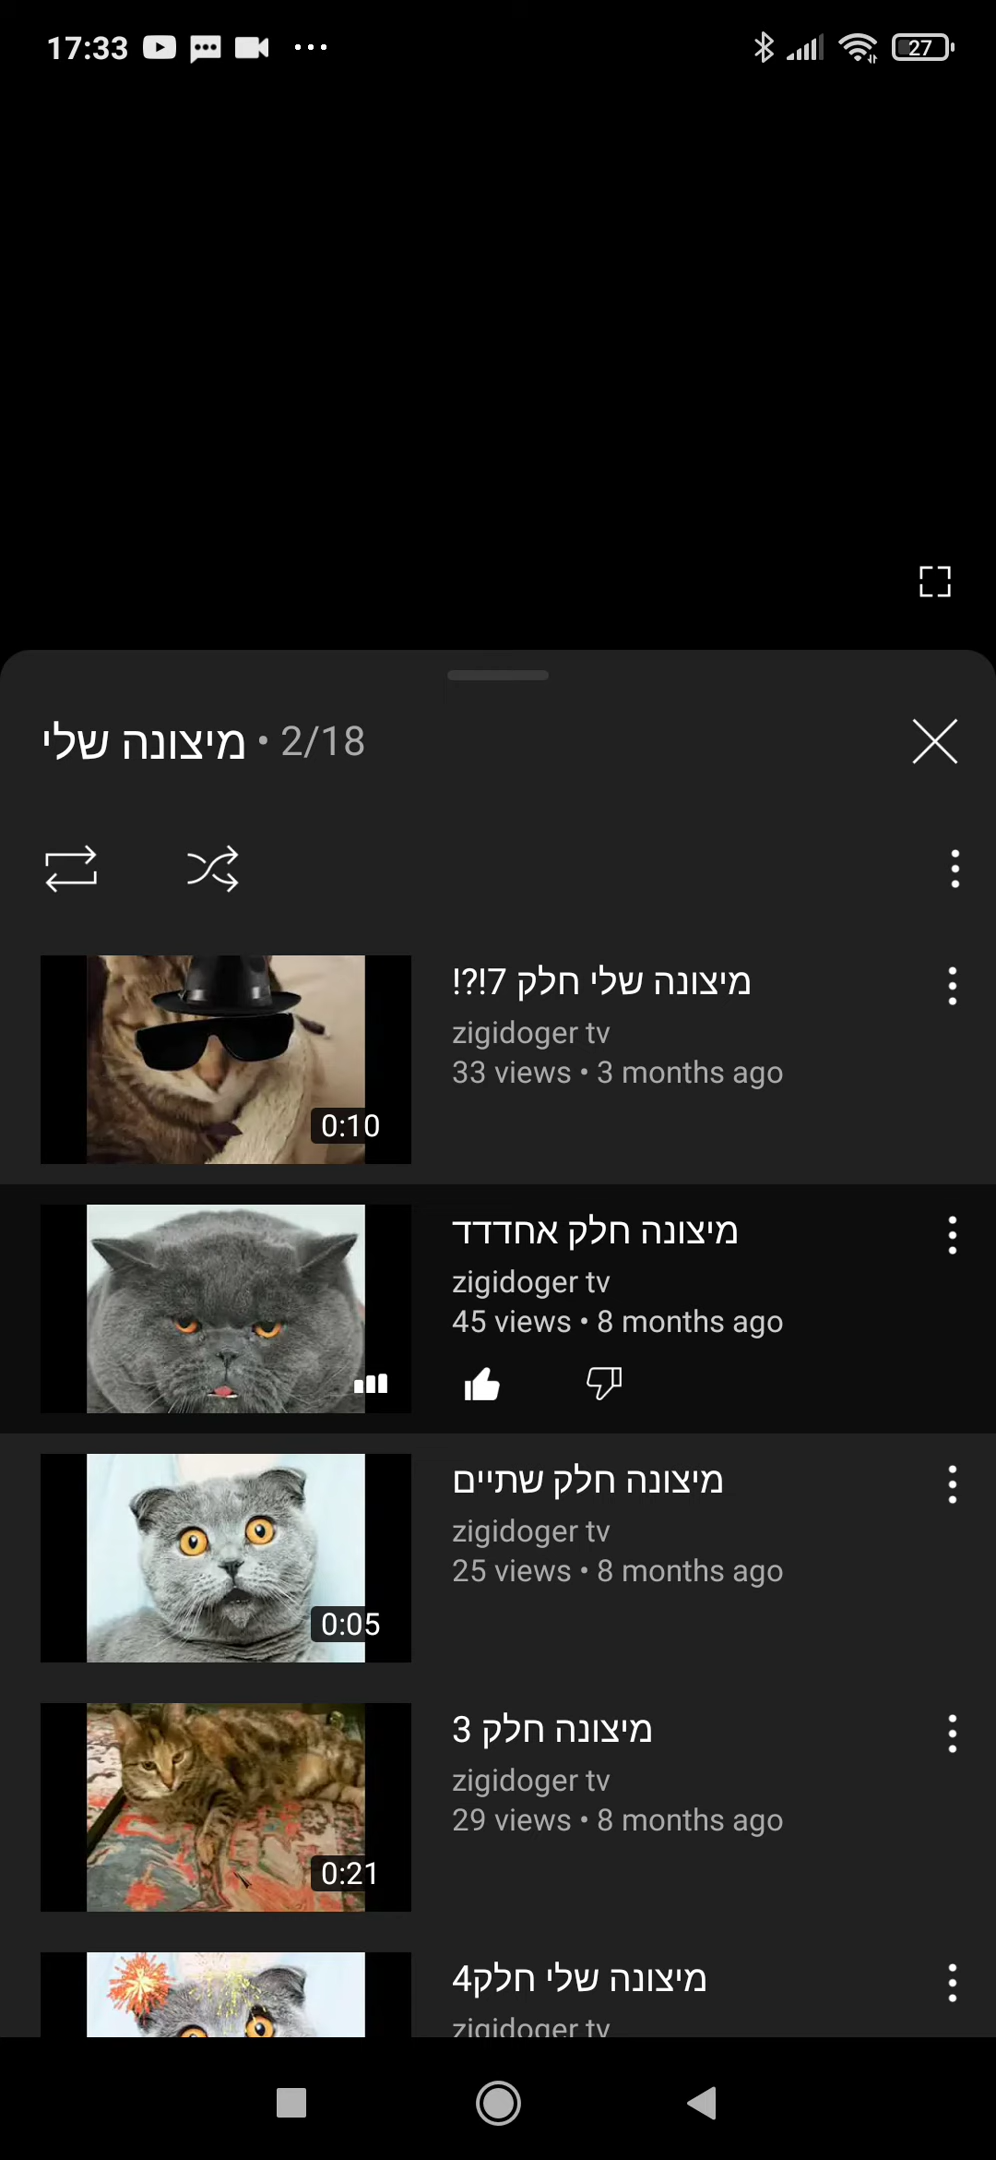 17:33
27
מיצונה שלי • 2/18
מיצונה שלי חלק 7!?!
zigidoger tv
33 views • 3 months ago
0:10
מיצונה חלק אחדדד
zigidoger tv
45 views • 8 months ago
מיצונה חלק שתיים
zigidoger tv
25 views • 8 months ago
0:05
מיצונה חלק 3
zigidoger tv
29 views • 8 months ago
0:21
מיצונה שלי חלק4
zigidoger tv